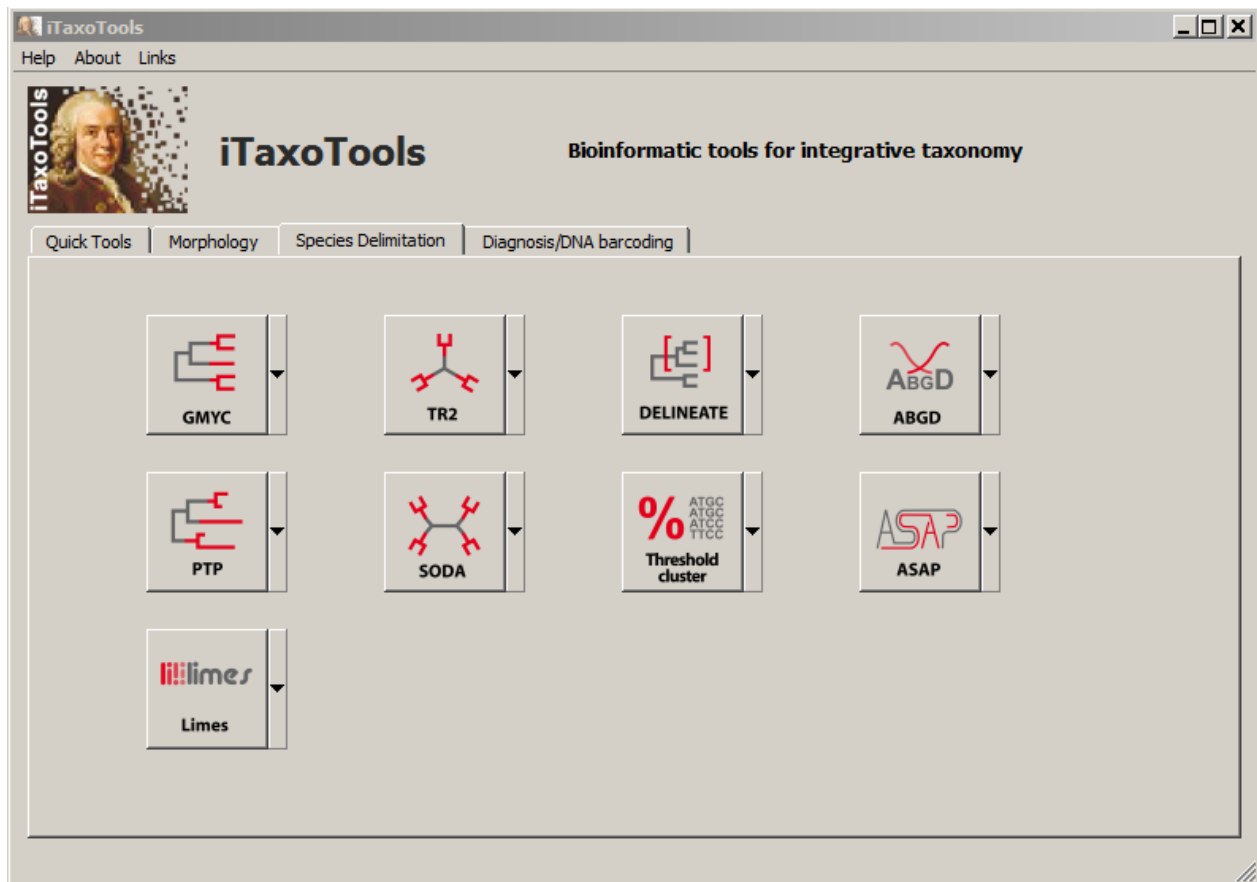 iTaxoTools
Help About Links
iTaxoTools
iTaxoTools
Bioinformatic tools for integrative taxonomy
Quick Tools Morphology Species Delimitation Diagnosis/DNA barcoding
GMYC
TR2
DELINEATE
ABGD
ABGD
PTP
SODA
%
ATGC
ATGC
ATCC
TTCC
Threshold
cluster
ASAP
ASAP
limes
Limes